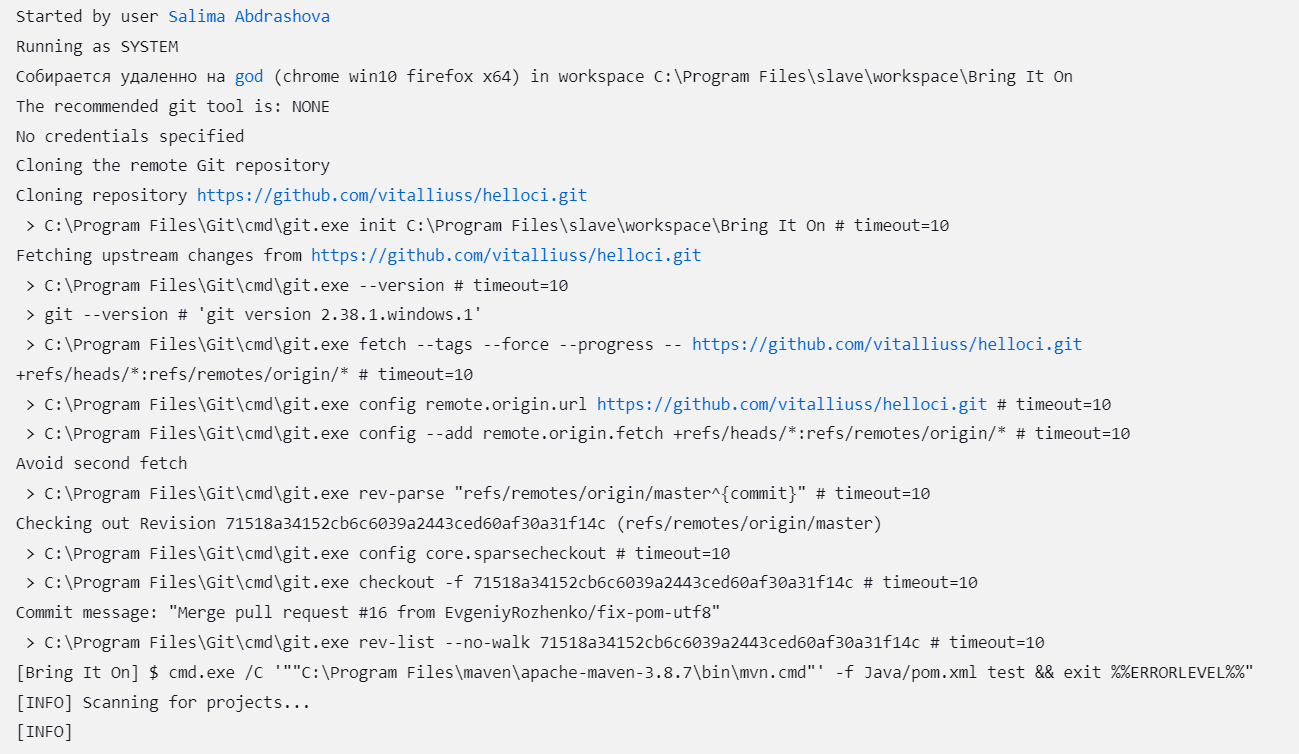 Started by user Salima Abdrashova
Running as SYSTEM
Собирается удаленно на god (chrome win10 firefox x64) in workspace C:\Program Files\slave\workspace\Bring It On
The recommended git tool is: NONE
No credentials specified
Cloning the remote Git repository
Cloning repository https://github.com/vitalliuss/helloci.git
 > C:\Program Files\Git\cmd\git.exe init C:\Program Files\slave\workspace\Bring It On # timeout=10
Fetching upstream changes from https://github.com/vitalliuss/helloci.git
 > C:\Program Files\Git\cmd\git.exe --version # timeout=10
 > git --version # 'git version 2.38.1.windows.1'
 > C:\Program Files\Git\cmd\git.exe fetch --tags --force --progress -- https://github.com/vitalliuss/helloci.git
+refs/heads/*:refs/remotes/origin/* # timeout=10
 > C:\Program Files\Git\cmd\git.exe config remote.origin.url https://github.com/vitalliuss/helloci.git # timeout=10
 > C:\Program Files\Git\cmd\git.exe config --add remote.origin.fetch +refs/heads/*:refs/remotes/origin/* # timeout=10
Avoid second fetch
 > C:\Program Files\Git\cmd\git.exe rev-parse "refs/remotes/origin/master^{commit}" # timeout=10
Checking out Revision 71518a34152cb6c6039a2443ced60af30a31f14c (refs/remotes/origin/master)
 > C:\Program Files\Git\cmd\git.exe config core.sparsecheckout # timeout=10
 > C:\Program Files\Git\cmd\git.exe checkout -f 71518a34152cb6c6039a2443ced60af30a31f14c # timeout=10
Commit message: "Merge pull request #16 from EvgeniyRozhenko/fix-pom-utf8"
 > C:\Program Files\Git\cmd\git.exe rev-list --no-walk 71518a34152cb6c6039a2443ced60af30a31f14c # timeout=10
[Bring It On] $ cmd.exe /C '""C:\Program Files\maven\apache-maven-3.8.7\bin\mvn.cmd"' -f Java/pom.xml test && exit %%ERRORLEVEL%%"
[INFO] Scanning for projects...
[INFO]